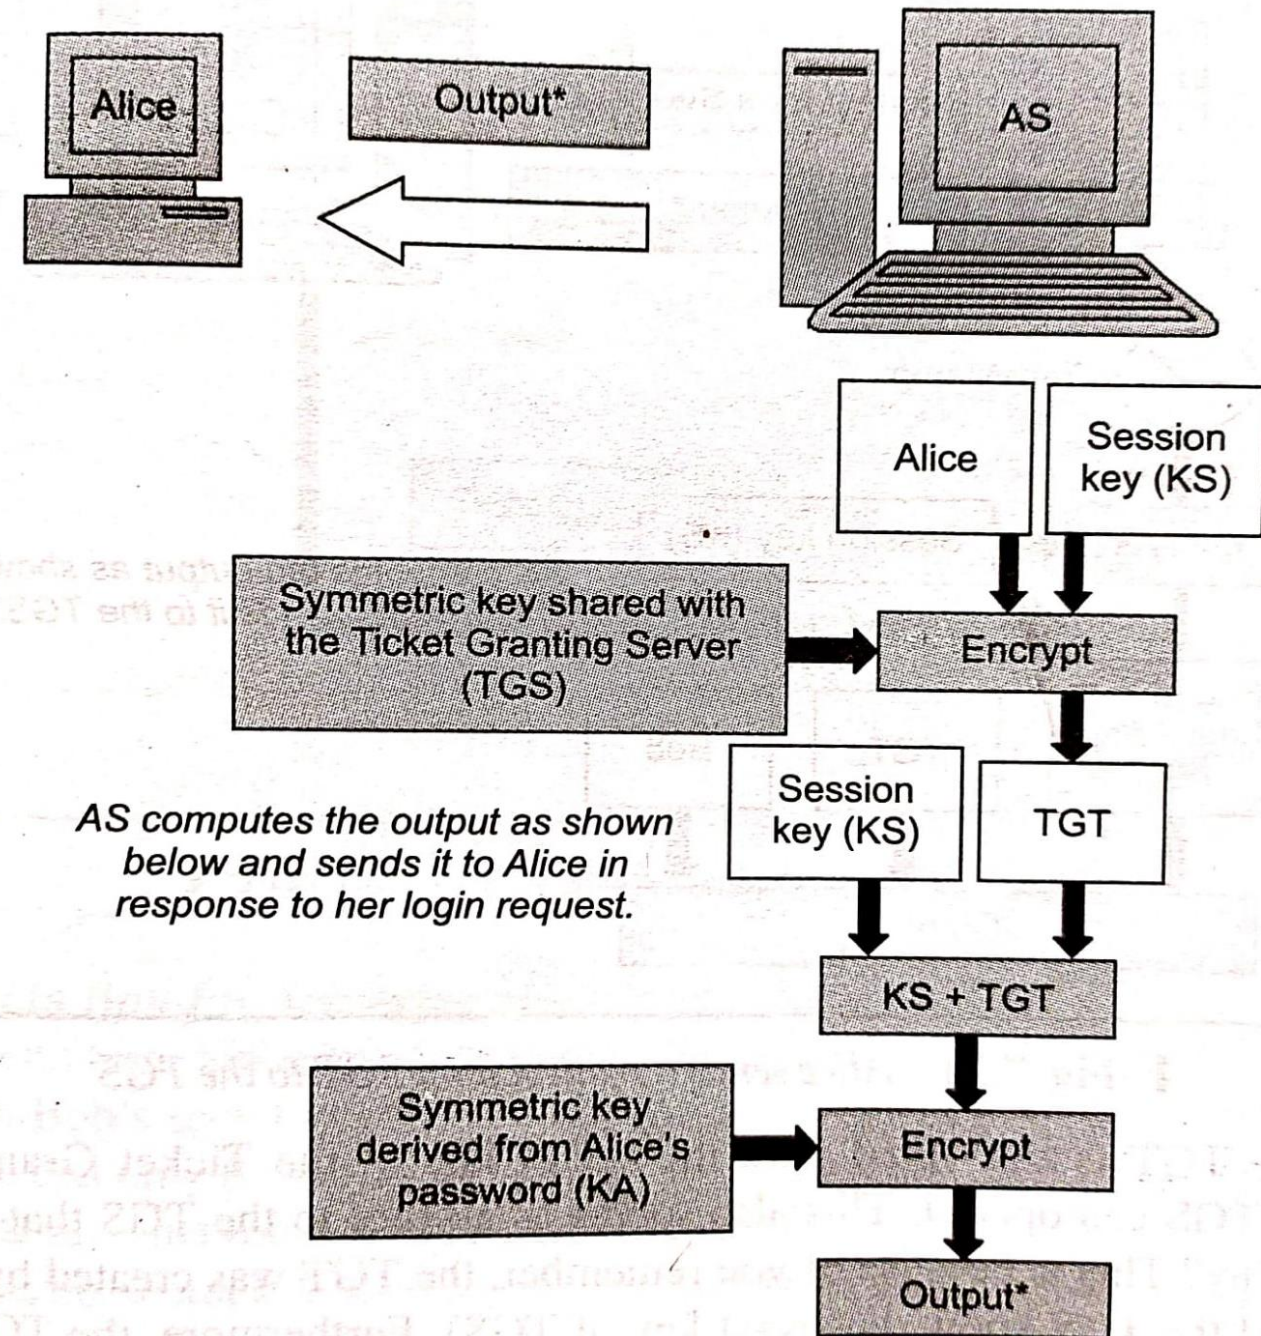 Alice
Output*
AS
Alice
Session
key (KS)
Symmetric key shared with
the Ticket Granting Server
(TGS)
Encrypt
Session
key (KS)
TGT
AS computes the output as shown
below and sends it to Alice in
response to her login request.
KS + TGT
Symmetric key
derived from Alice's
password (KA)
Encrypt
Output*